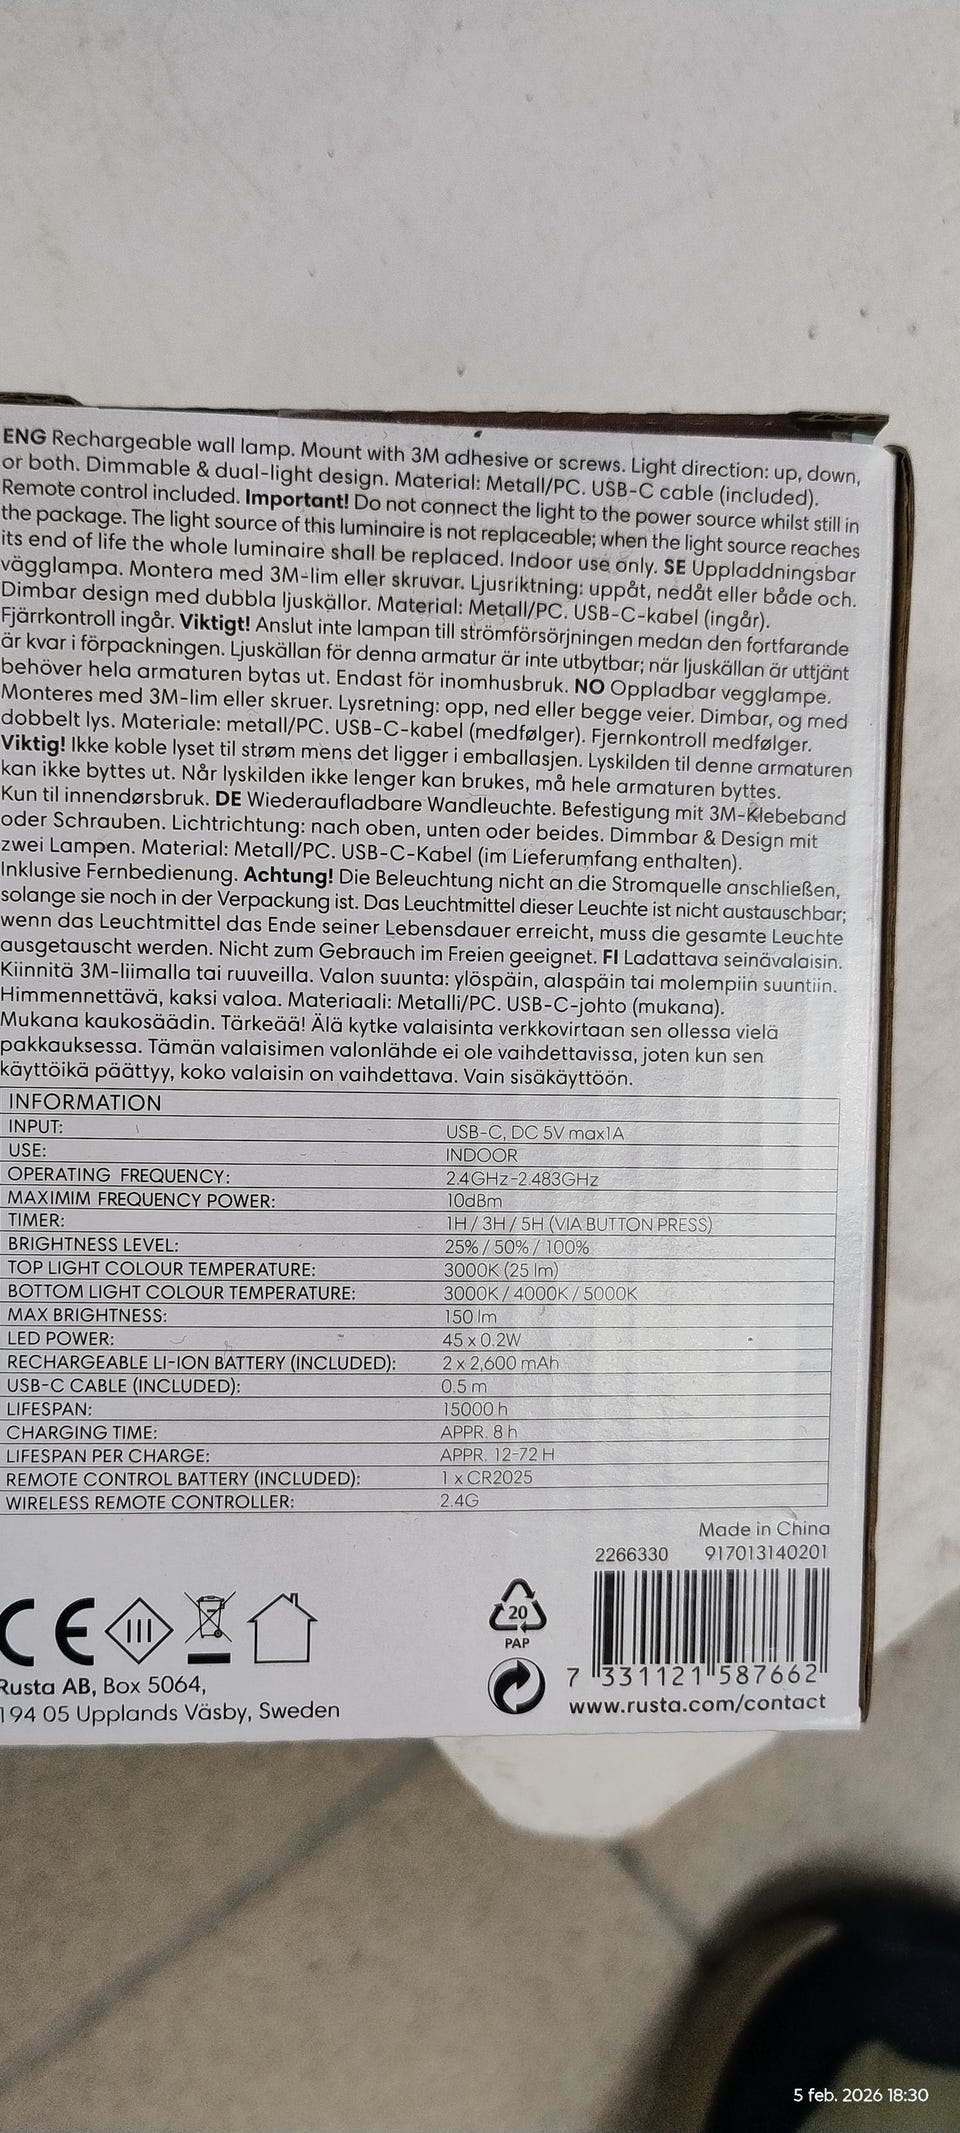 ENG Rechargeable wall lamp. Mount with 3M adhesive or screws. Light direction: up, down,
or both. Dimmable & dual-light design. Material: Metall/PC. USB-C cable (included).
Remote control included. Important! Do not connect the light to the power source whilst still in
the package. The light source of this luminaire is not replaceable; when the light source reaches
its end of life the whole luminaire shall be replaced. Indoor use only. SE Uppladdningsbar
vägglampa. Montera med 3M-lim eller skruvar. Ljusriktning: uppåt, nedåt eller både och.
Dimbar design med dubbla ljuskällor. Material: Metall/PC. USB-C-kabel (ingår).
Fjärrkontroll ingår. Viktigt! Anslut inte lampan till strömförsörjningen medan den fortfarande
är kvar i förpackningen. Ljuskällan för denna armatur är inte utbytbar; när ljuskällan är uttjänt
behöver hela armaturen bytas ut. Endast för inomhusbruk. NO Oppladbar vegglampe.
Monteres med 3M-lim eller skruer. Lysretning: opp, ned eller begge veier. Dimbar, og med
dobbelt lys. Materiale: metall/PC. USB-C-kabel (medfølger). Fjernkontroll medfølger.
Viktig! Ikke koble lyset til strøm mens det ligger i emballasjen. Lyskilden til denne armaturen
kan ikke byttes ut. Når lyskilden ikke lenger kan brukes, må hele armaturen byttes.
Kun til innendørsbruk. DE Wiederaufladbare Wandleuchte. Befestigung mit 3M-Klebeband
oder Schrauben. Lichtrichtung: nach oben, unten oder beides. Dimmbar & Design mit
zwei Lampen. Material: Metall/PC. USB-C-Kabel (im Lieferumfang enthalten).
Inklusive Fernbedienung. Achtung! Die Beleuchtung nicht an die Stromquelle anschließen,
solange sie noch in der Verpackung ist. Das Leuchtmittel dieser Leuchte ist nicht austauschbar;
wenn das Leuchtmittel das Ende seiner Lebensdauer erreicht, muss die gesamte Leuchte
ausgetauscht werden. Nicht zum Gebrauch im Freien geeignet. FI Ladattava seinävalaisin.
Kiinnitä 3M-liimalla tai ruuveilla. Valon suunta: ylöspäin, alaspäin tai molempiin suuntiin.
Himmennettävä, kaksi valoa. Materiaali: Metalli/PC. USB-C-johto (mukana).
Mukana kaukosäädin. Tärkeää! Älä kytke valaisinta verkkovirtaan sen ollessa vielä
pakkauksessa. Tämän valaisimen valonlähde ei ole vaihdettavissa, joten kun sen
käyttöikä päättyy, koko valaisin on vaihdettava. Vain sisäkäyttöön.
INFORMATION
INPUT: USB-C, DC 5V max1A
USE: INDOOR
OPERATING FREQUENCY: 2.4GHz-2.483GHz
MAXIMIM FREQUENCY POWER: 10dBm
TIMER: 1H / 3H / 5H (VIA BUTTON PRESS)
BRIGHTNESS LEVEL: 25% / 50% / 100%
TOP LIGHT COLOUR TEMPERATURE: 3000K (25 lm)
BOTTOM LIGHT COLOUR TEMPERATURE: 3000K / 4000K / 5000K
MAX BRIGHTNESS: 150 lm
LED POWER: 45 x 0.2W
RECHARGEABLE LI-ION BATTERY (INCLUDED): 2 x 2,600 mAh
USB-C CABLE (INCLUDED): 0.5 m
LIFESPAN: 15000 h
CHARGING TIME: APPR. 8 h
LIFESPAN PER CHARGE: APPR. 12-72 H
REMOTE CONTROL BATTERY (INCLUDED): 1 x CR2025
WIRELESS REMOTE CONTROLLER: 2.4G
Made in China
2266330 917013140201
CE III
20
PAP
7 331121 587662
Rusta AB, Box 5064,
194 05 Upplands Väsby, Sweden
www.rusta.com/contact
5 feb. 2026 18:30